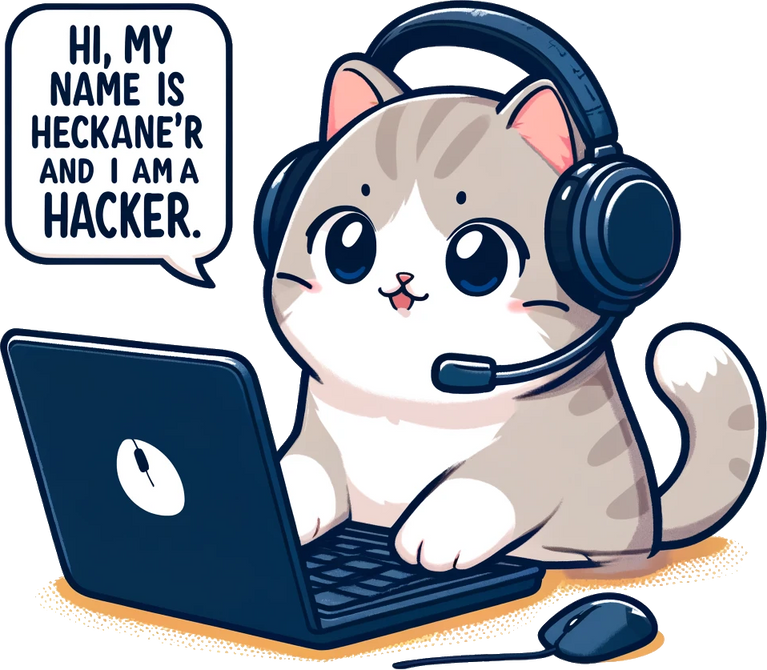 HI, MY
NAME IS
HECKANE'R
AND I AM A
HACKER.